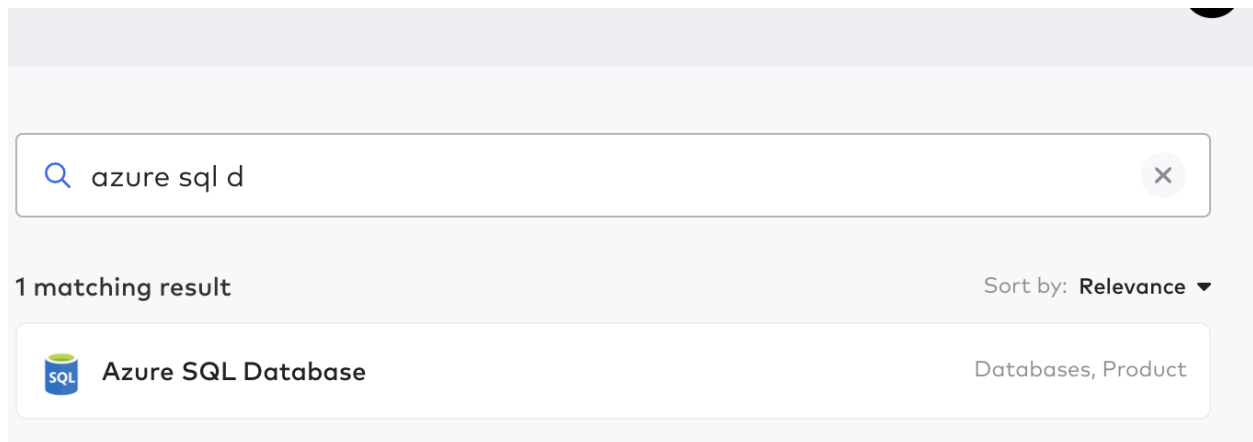 azure sql d
1 matching result
Sort by: Relevance
SQL
Azure SQL Database
Databases, Product